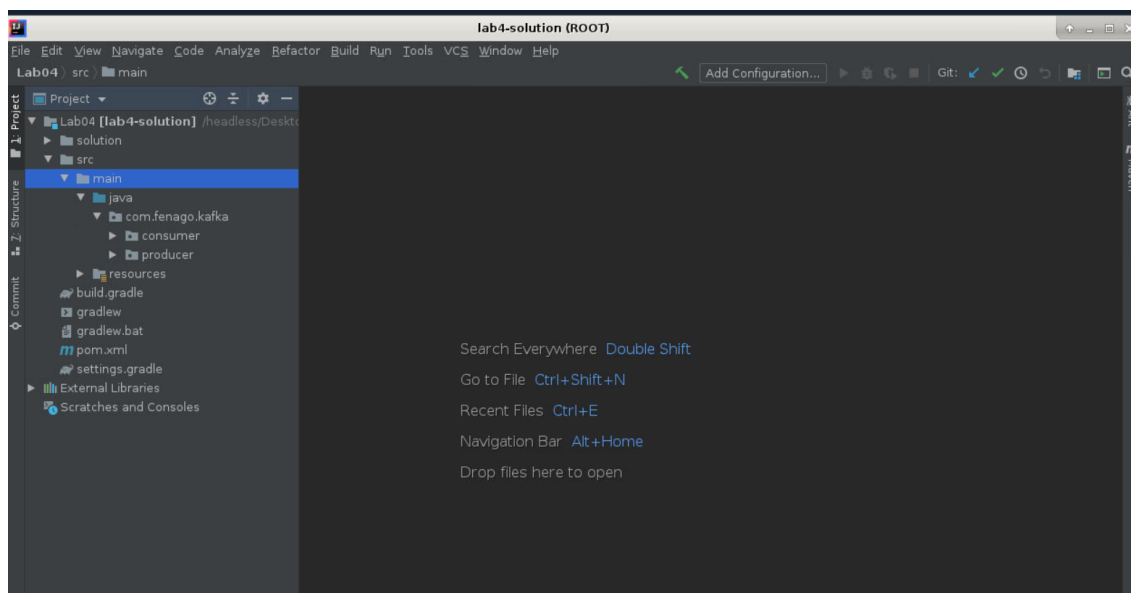 lab4-solution (ROOT)
File Edit View Navigate Code Analyze Refactor Build Run Tools VCS Window Help
Lab04 src main
Add Configuration...
Git:
1: Project
Project
Lab04 [lab4-solution] /headless/Deskto
solution
src
main
java
com.fenago.kafka
consumer
producer
resources
build.gradle
gradlew
gradlew.bat
pom.xml
settings.gradle
External Libraries
Scratches and Consoles
Z: Structure
Commit
Search Everywhere Double Shift
Go to File Ctrl+Shift+N
Recent Files Ctrl+E
Navigation Bar Alt+Home
Drop files here to open